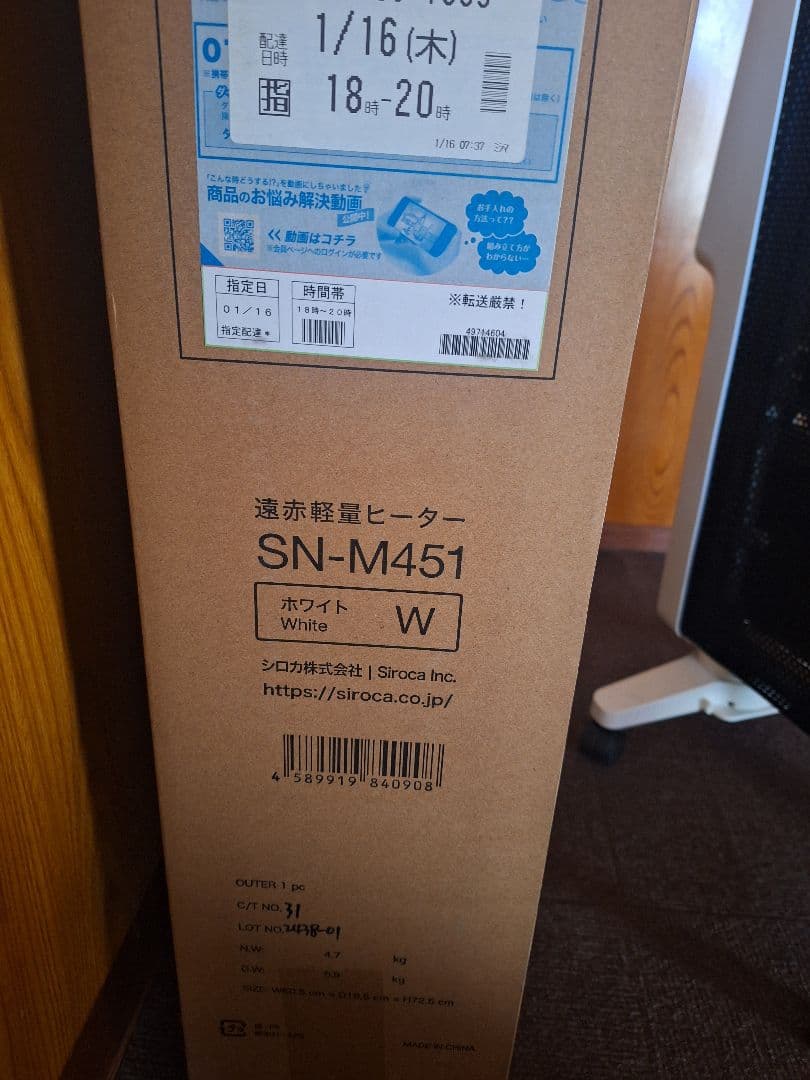 配達
日時
1/16(木)
指
18時-20時
1/16 07:37
「こんな時どうする!?」を動画にしちゃいました
商品のお悩み解決動画
公開中!
<< 動画はコチラ
※会員ページへのログインが必要です
お手入れの
方法って??
組み立て方が
わからない…
指定日
01/16
指定配達*
時間帯
18時~20時
※転送厳禁!
49714604
遠赤軽量ヒーター
SN-M451
ホワイト
White
W
シロカ株式会社 | Siroca Inc.
https://siroca.co.jp/
4 589919 840908
OUTER 1 pc
C/T NO. 31
LOT NO. 2438-01
N.W: 4.7 kg
G.W: kg
SIZE:
MADE IN CHINA